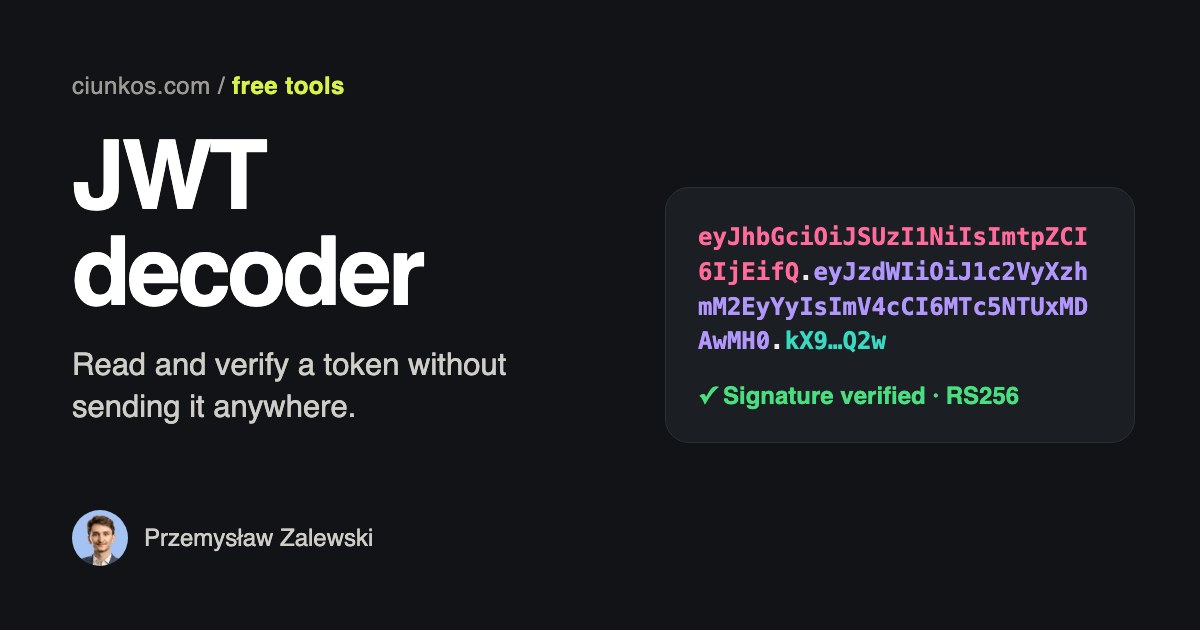 ciunkos.com / free tools
JWT
decoder
Read and verify a token without
sending it anywhere.
Przemysław Zalewski
eyJhbGciOiJSUzI1NiIsImtpZCI
6IjEifQ.eyJzdWIiOiJ1c2VyXzh
mM2EyYyIsImV4cCI6MTc5NTUxMD
AwMH0.kX9…Q2w
✓ Signature verified · RS256